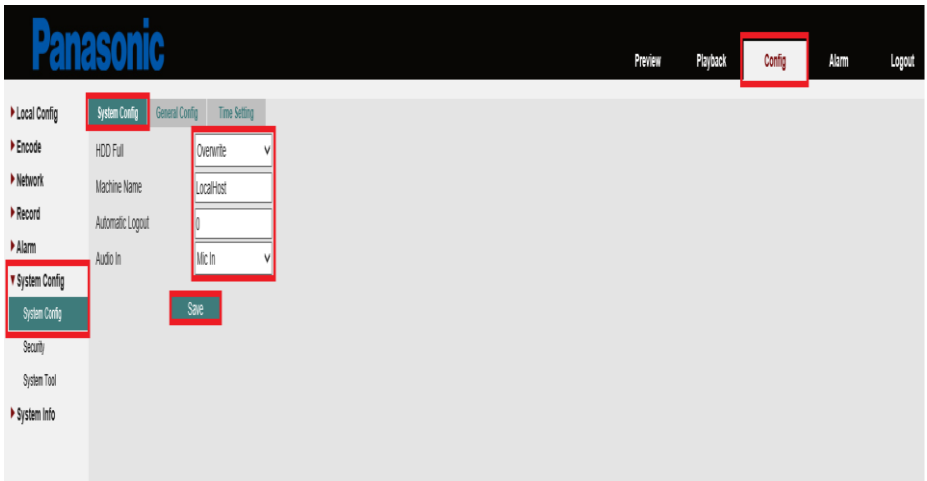 Panasonic
Preview Playback Config Alarm Logout
Local Config
Encode
Network
Record
Alarm
System Config
System Config
Security
System Tool
System Info
System Config General Config Time Setting
HDD Full Overwrite
Machine Name LocalHost
Automatic Logout 0
Audio In Mic In
Save